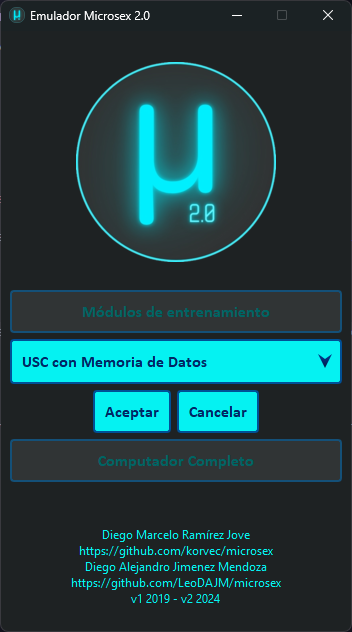 Emulador Microsex 2.0
µ
2.0
Módulos de entrenamiento
USC con Memoria de Datos
Aceptar
Cancelar
Computador Completo
Diego Marcelo Ramírez Jove
https://github.com/korvec/microsex
Diego Alejandro Jimenez Mendoza
https://github.com/LeoDAJM/microsex
v1 2019 - v2 2024